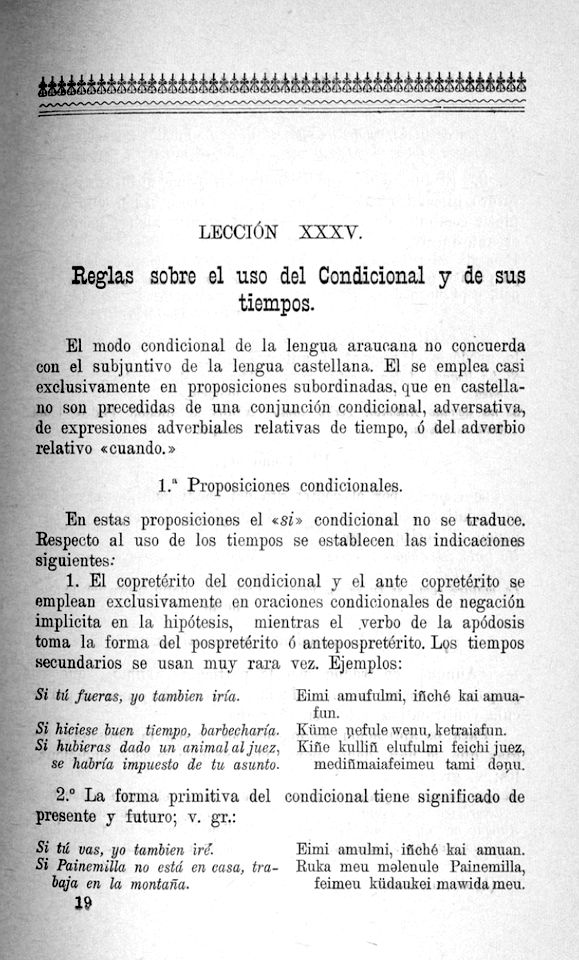 LECCIÓN XXXV.
Reglas sobre el uso del Condicional y de sus
tiempos.
El modo condicional de la lengua araucana no concuerda
con el subjuntivo de la lengua castellana. El se emplea casi
exclusivamente en proposiciones subordinadas, que en castella-
no son precedidas de una conjunción condicional, adversativa,
de expresiones adverbiales relativas de tiempo, ó del adverbio
relativo «cuando.»
1.ª Proposiciones condicionales.
En estas proposiciones el «si» condicional no se traduce.
Respecto al uso de los tiempos se establecen las indicaciones
siguientes:
1. El copretérito del condicional y el ante copretérito se
emplean exclusivamente en oraciones condicionales de negación
implicita en la hipótesis, mientras el verbo de la apódosis
toma la forma del pospretérito ó antepospretérito. Los tiempos
secundarios se usan muy rara vez. Ejemplos:
Si tú fueras, yo tambien iría. Eimi amufulmi, iñché kai amua-
fun.
Si hiciese buen tiempo, barbecharía. Küme ṇefule wenu, ketraiafun.
Si hubieras dado un animal al juez, Kiñe kulliñ elufulmi feichi juez,
se habría impuesto de tu asunto. mediñmaiafeimeu tami dəṇu.
2.º La forma primitiva del condicional tiene significado de
presente y futuro; v. gr.:
Si tú vas, yo tambien iré. Eimi amulmi, iñché kai amuan.
Si Painemilla no está en casa, tra- Ruka meu məlenule Painemilla,
baja en la montaña. feimeu küdaukei mawida meu.
19